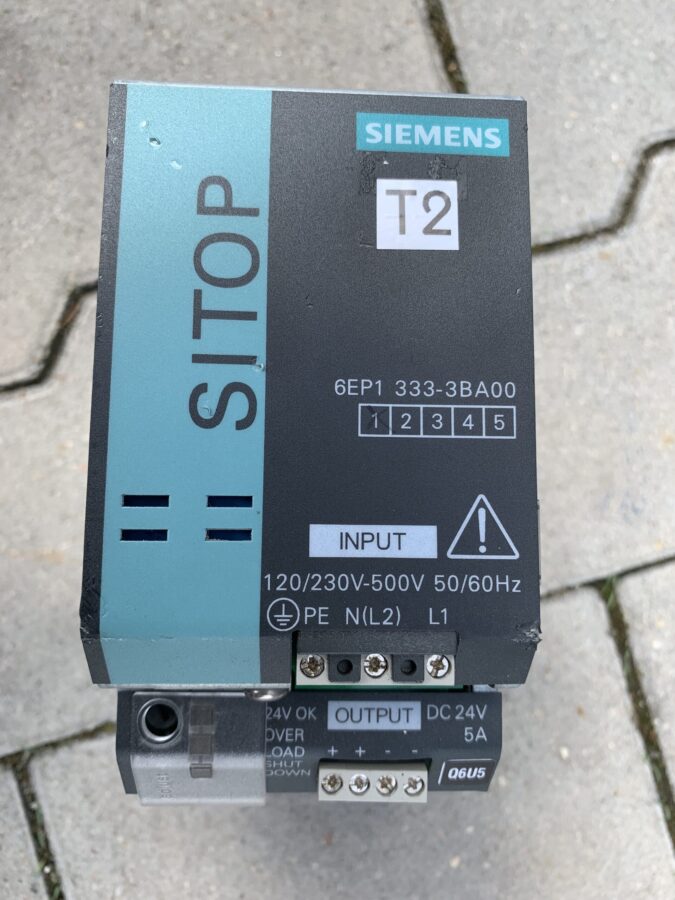 SIEMENS
T2
SITOP
6EP1 333-3BA00
1 2 3 4 5
INPUT
120/230V-500V 50/60Hz
PE N(L2) L1
24V OK OUTPUT DC 24V
OVER 5A
LOAD + + - -
SHUT
DOWN
Q6U5